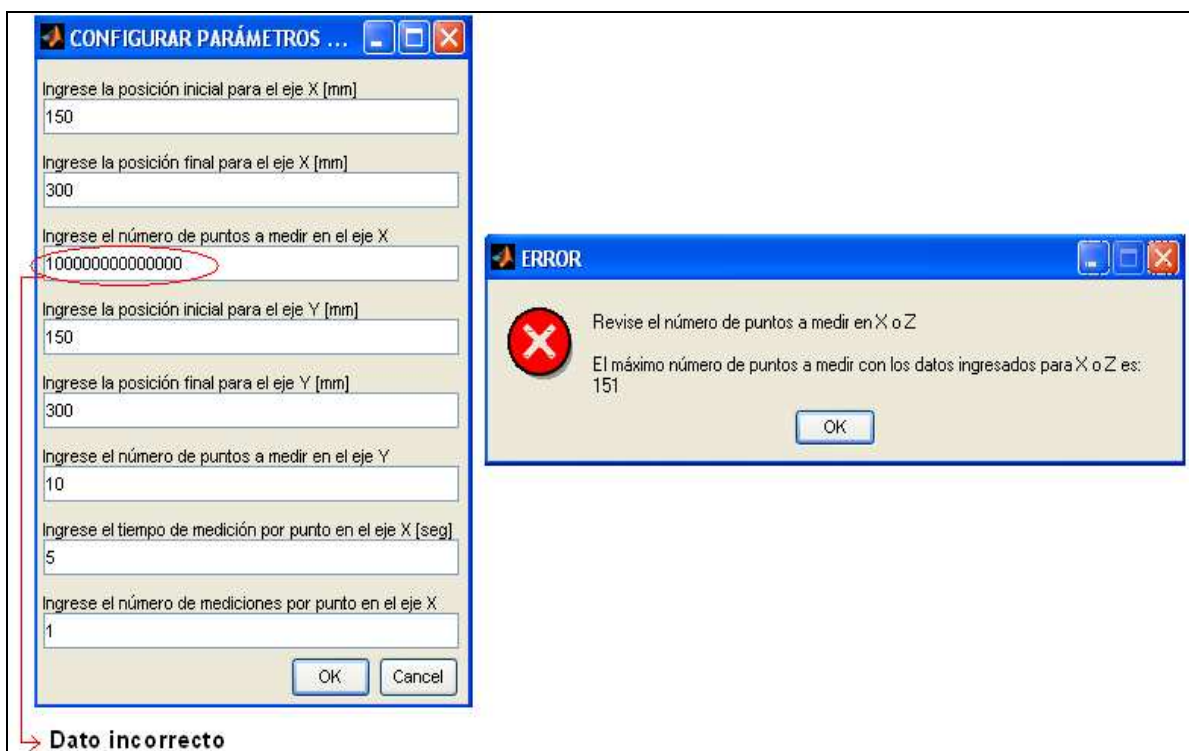 CONFIGURAR PARÁMETROS ...
Ingrese la posición inicial para el eje X [mm]
150
Ingrese la posición final para el eje X [mm]
300
Ingrese el número de puntos a medir en el eje X
100000000000000
Ingrese la posición inicial para el eje Y [mm]
150
Ingrese la posición final para el eje Y [mm]
300
Ingrese el número de puntos a medir en el eje Y
10
Ingrese el tiempo de medición por punto en el eje X [seg]
5
Ingrese el número de mediciones por punto en el eje X
1
OK Cancel
Dato incorrecto
ERROR
Revise el número de puntos a medir en X o Z
El máximo número de puntos a medir con los datos ingresados para X o Z es:
151
OK